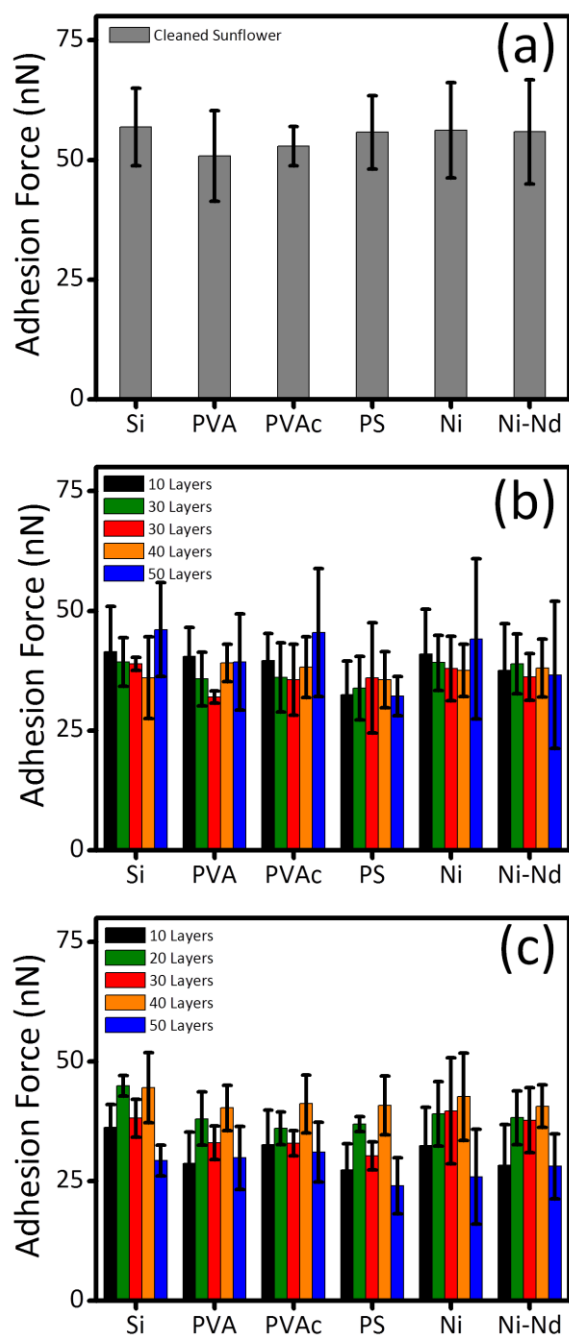 (a)
Cleaned Sunflower
Adhesion Force (nN)
75
50
25
0
Si PVA PVAc PS Ni Ni-Nd
(b)
10 Layers
30 Layers
30 Layers
40 Layers
50 Layers
Adhesion Force (nN)
75
50
25
0
Si PVA PVAc PS Ni Ni-Nd
(c)
10 Layers
20 Layers
30 Layers
40 Layers
50 Layers
Adhesion Force (nN)
75
50
25
0
Si PVA PVAc PS Ni Ni-Nd